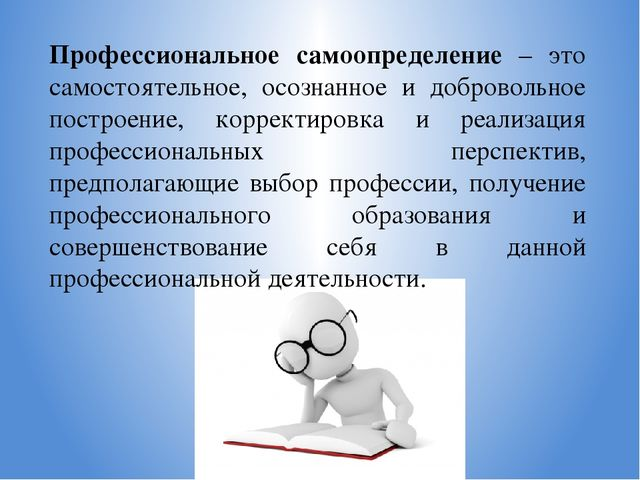 Профессиональное самоопределение – это
самостоятельное, осознанное и добровольное
построение, корректировка и реализация
профессиональных перспектив,
предполагающие выбор профессии, получение
профессионального образования и
совершенствование себя в данной
профессиональной деятельности.